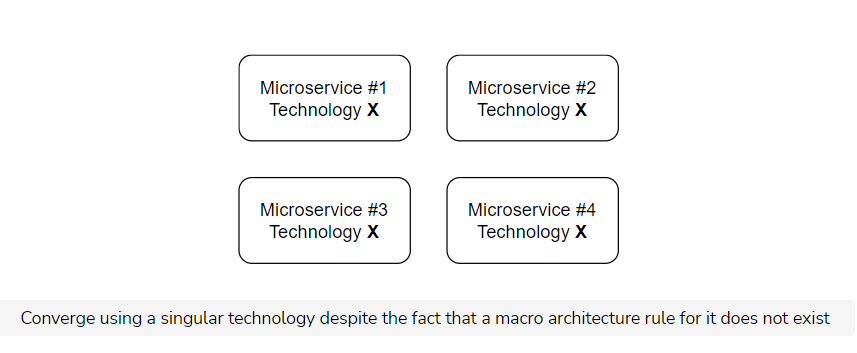 Microservice #1
Technology X
Microservice #2
Technology X
Microservice #3
Technology X
Microservice #4
Technology X
Converge using a singular technology despite the fact that a macro architecture rule for it does not exist